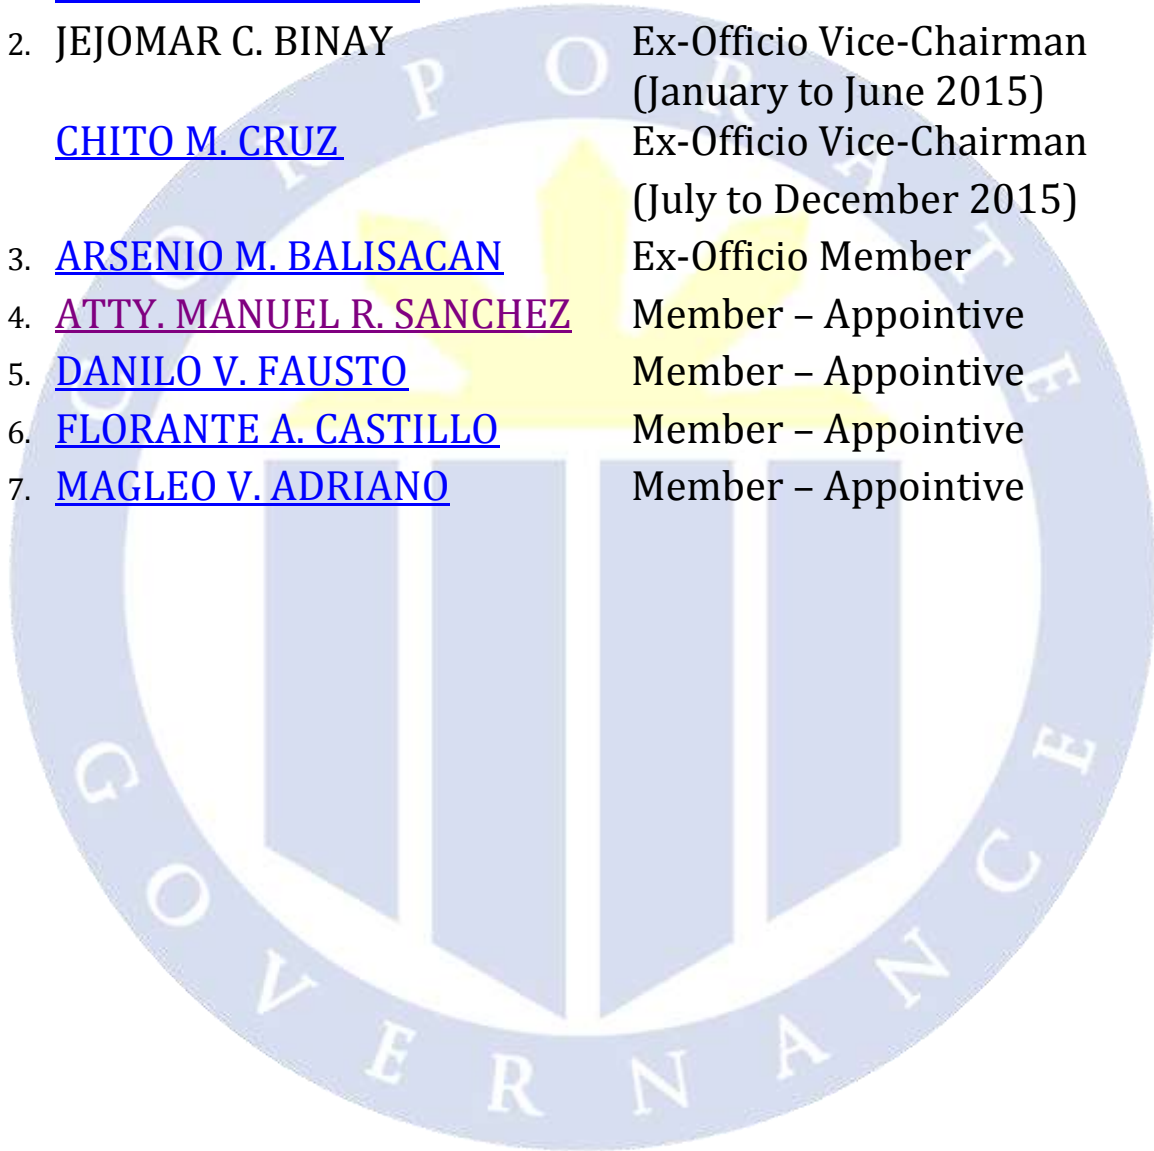 2. JEJOMAR C. BINAY Ex-Officio Vice-Chairman
(January to June 2015)
CHITO M. CRUZ Ex-Officio Vice-Chairman
(July to December 2015)
3. ARSENIO M. BALISACAN Ex-Officio Member
4. ATTY. MANUEL R. SANCHEZ Member – Appointive
5. DANILO V. FAUSTO Member – Appointive
6. FLORANTE A. CASTILLO Member – Appointive
7. MAGLEO V. ADRIANO Member – Appointive
CORPORATE
GOVERNANCE